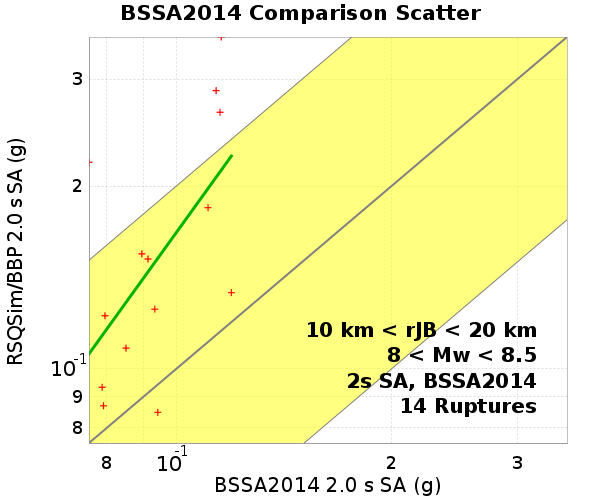 BSSA2014 Comparison Scatter
RSQSim/BBP 2.0 s SA (g)
3
2
10⁻¹
9
8
10 km < rJB < 20 km
8 < Mw < 8.5
2s SA, BSSA2014
14 Ruptures
8 10⁻¹ 2 3
BSSA2014 2.0 s SA (g)